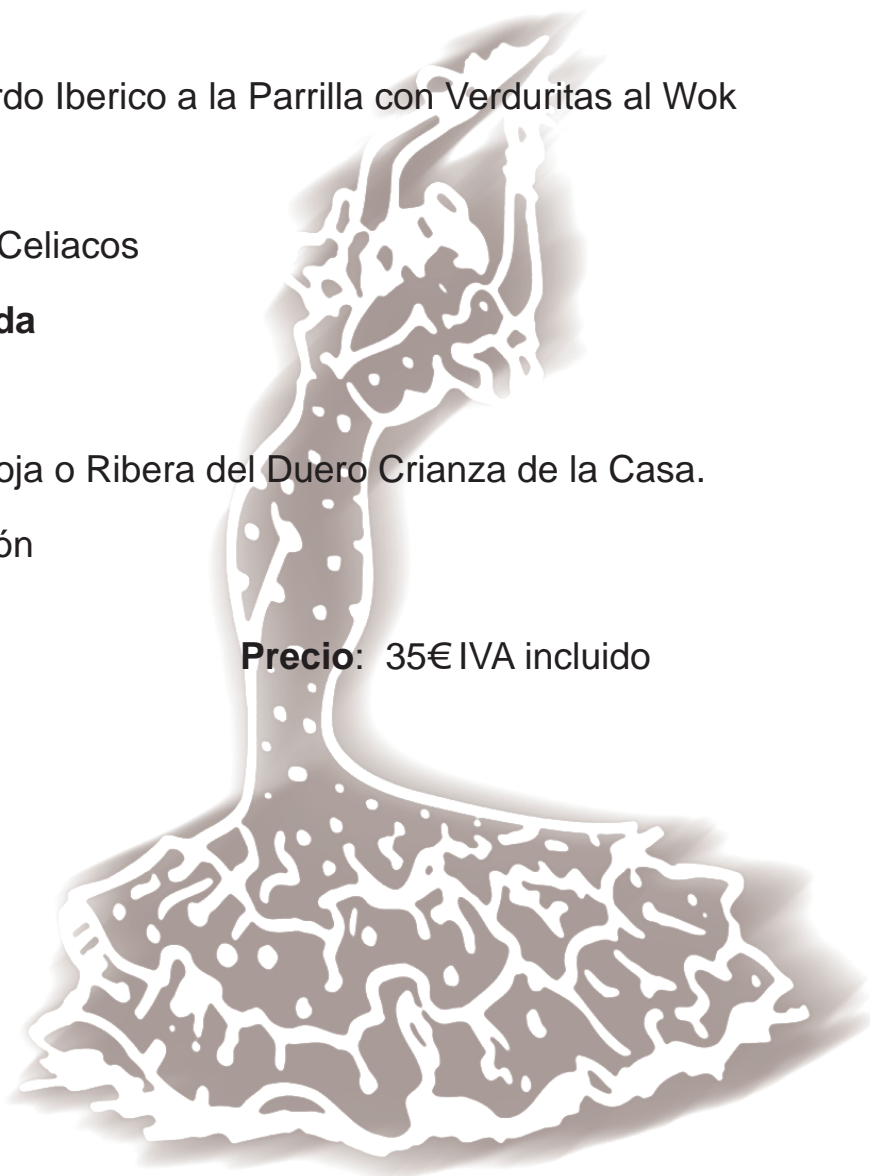 rdo Iberico a la Parrilla con Verduritas al Wok
Celiacos
da
oja o Ribera del Duero Crianza de la Casa.
ón
Precio: 35€ IVA incluido